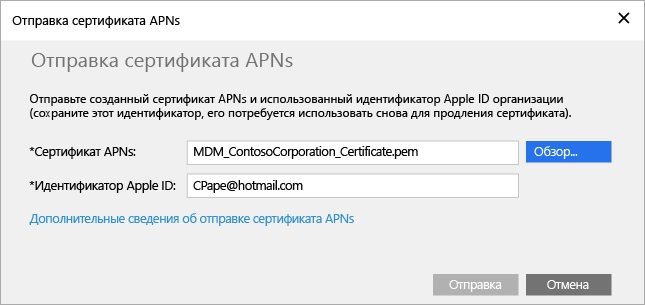 Отправка сертификата APNs
Отправка сертификата APNs
Отправьте созданный сертификат APNs и использованный идентификатор Apple ID организации
(сохраните этот идентификатор, его потребуется использовать снова для продления сертификата).
*Сертификат APNs: MDM_ContosoCorporation_Certificate.pem Обзор...
*Идентификатор Apple ID: CPape@hotmail.com
Дополнительные сведения об отправке сертификата APNs
Отправка Отмена